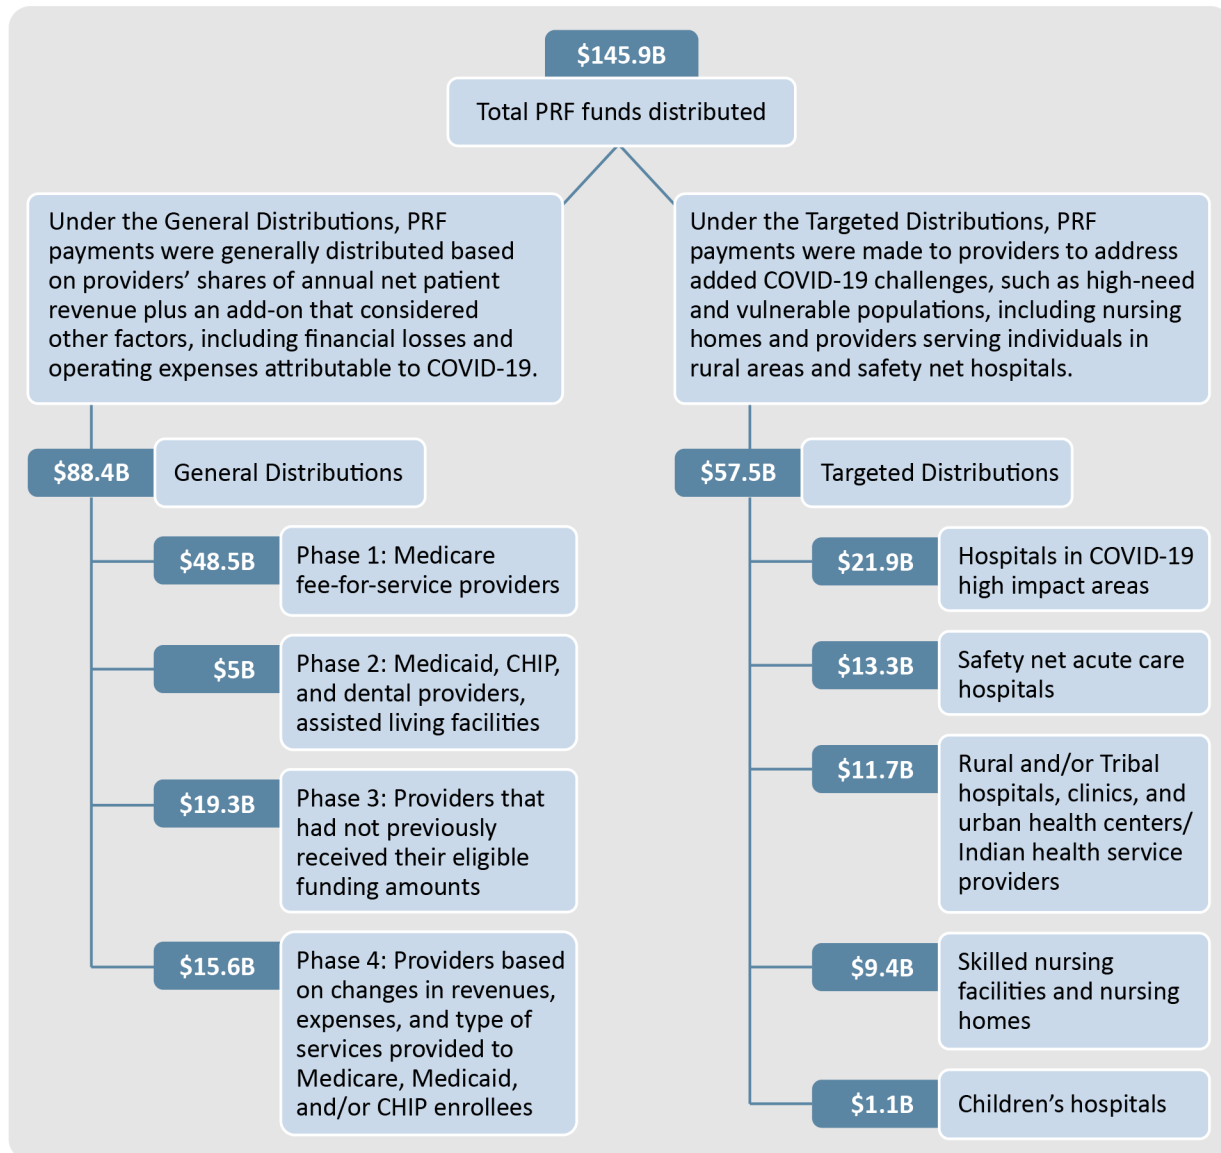 $145.9B
Total PRF funds distributed
Under the General Distributions, PRF
payments were generally distributed based
on providers’ shares of annual net patient
revenue plus an add-on that considered
other factors, including financial losses and
operating expenses attributable to COVID-19.
$88.4B
General Distributions
$48.5B
Phase 1: Medicare
fee-for-service providers
$5B
Phase 2: Medicaid, CHIP,
and dental providers,
assisted living facilities
$19.3B
Phase 3: Providers that
had not previously
received their eligible
funding amounts
$15.6B
Phase 4: Providers based
on changes in revenues,
expenses, and type of
services provided to
Medicare, Medicaid,
and/or CHIP enrollees
Under the Targeted Distributions, PRF
payments were made to providers to address
added COVID-19 challenges, such as high-need
and vulnerable populations, including nursing
homes and providers serving individuals in
rural areas and safety net hospitals.
$57.5B
Targeted Distributions
$21.9B
Hospitals in COVID-19
high impact areas
$13.3B
Safety net acute care
hospitals
$11.7B
Rural and/or Tribal
hospitals, clinics, and
urban health centers/
Indian health service
providers
$9.4B
Skilled nursing
facilities and nursing
homes
$1.1B
Children’s hospitals